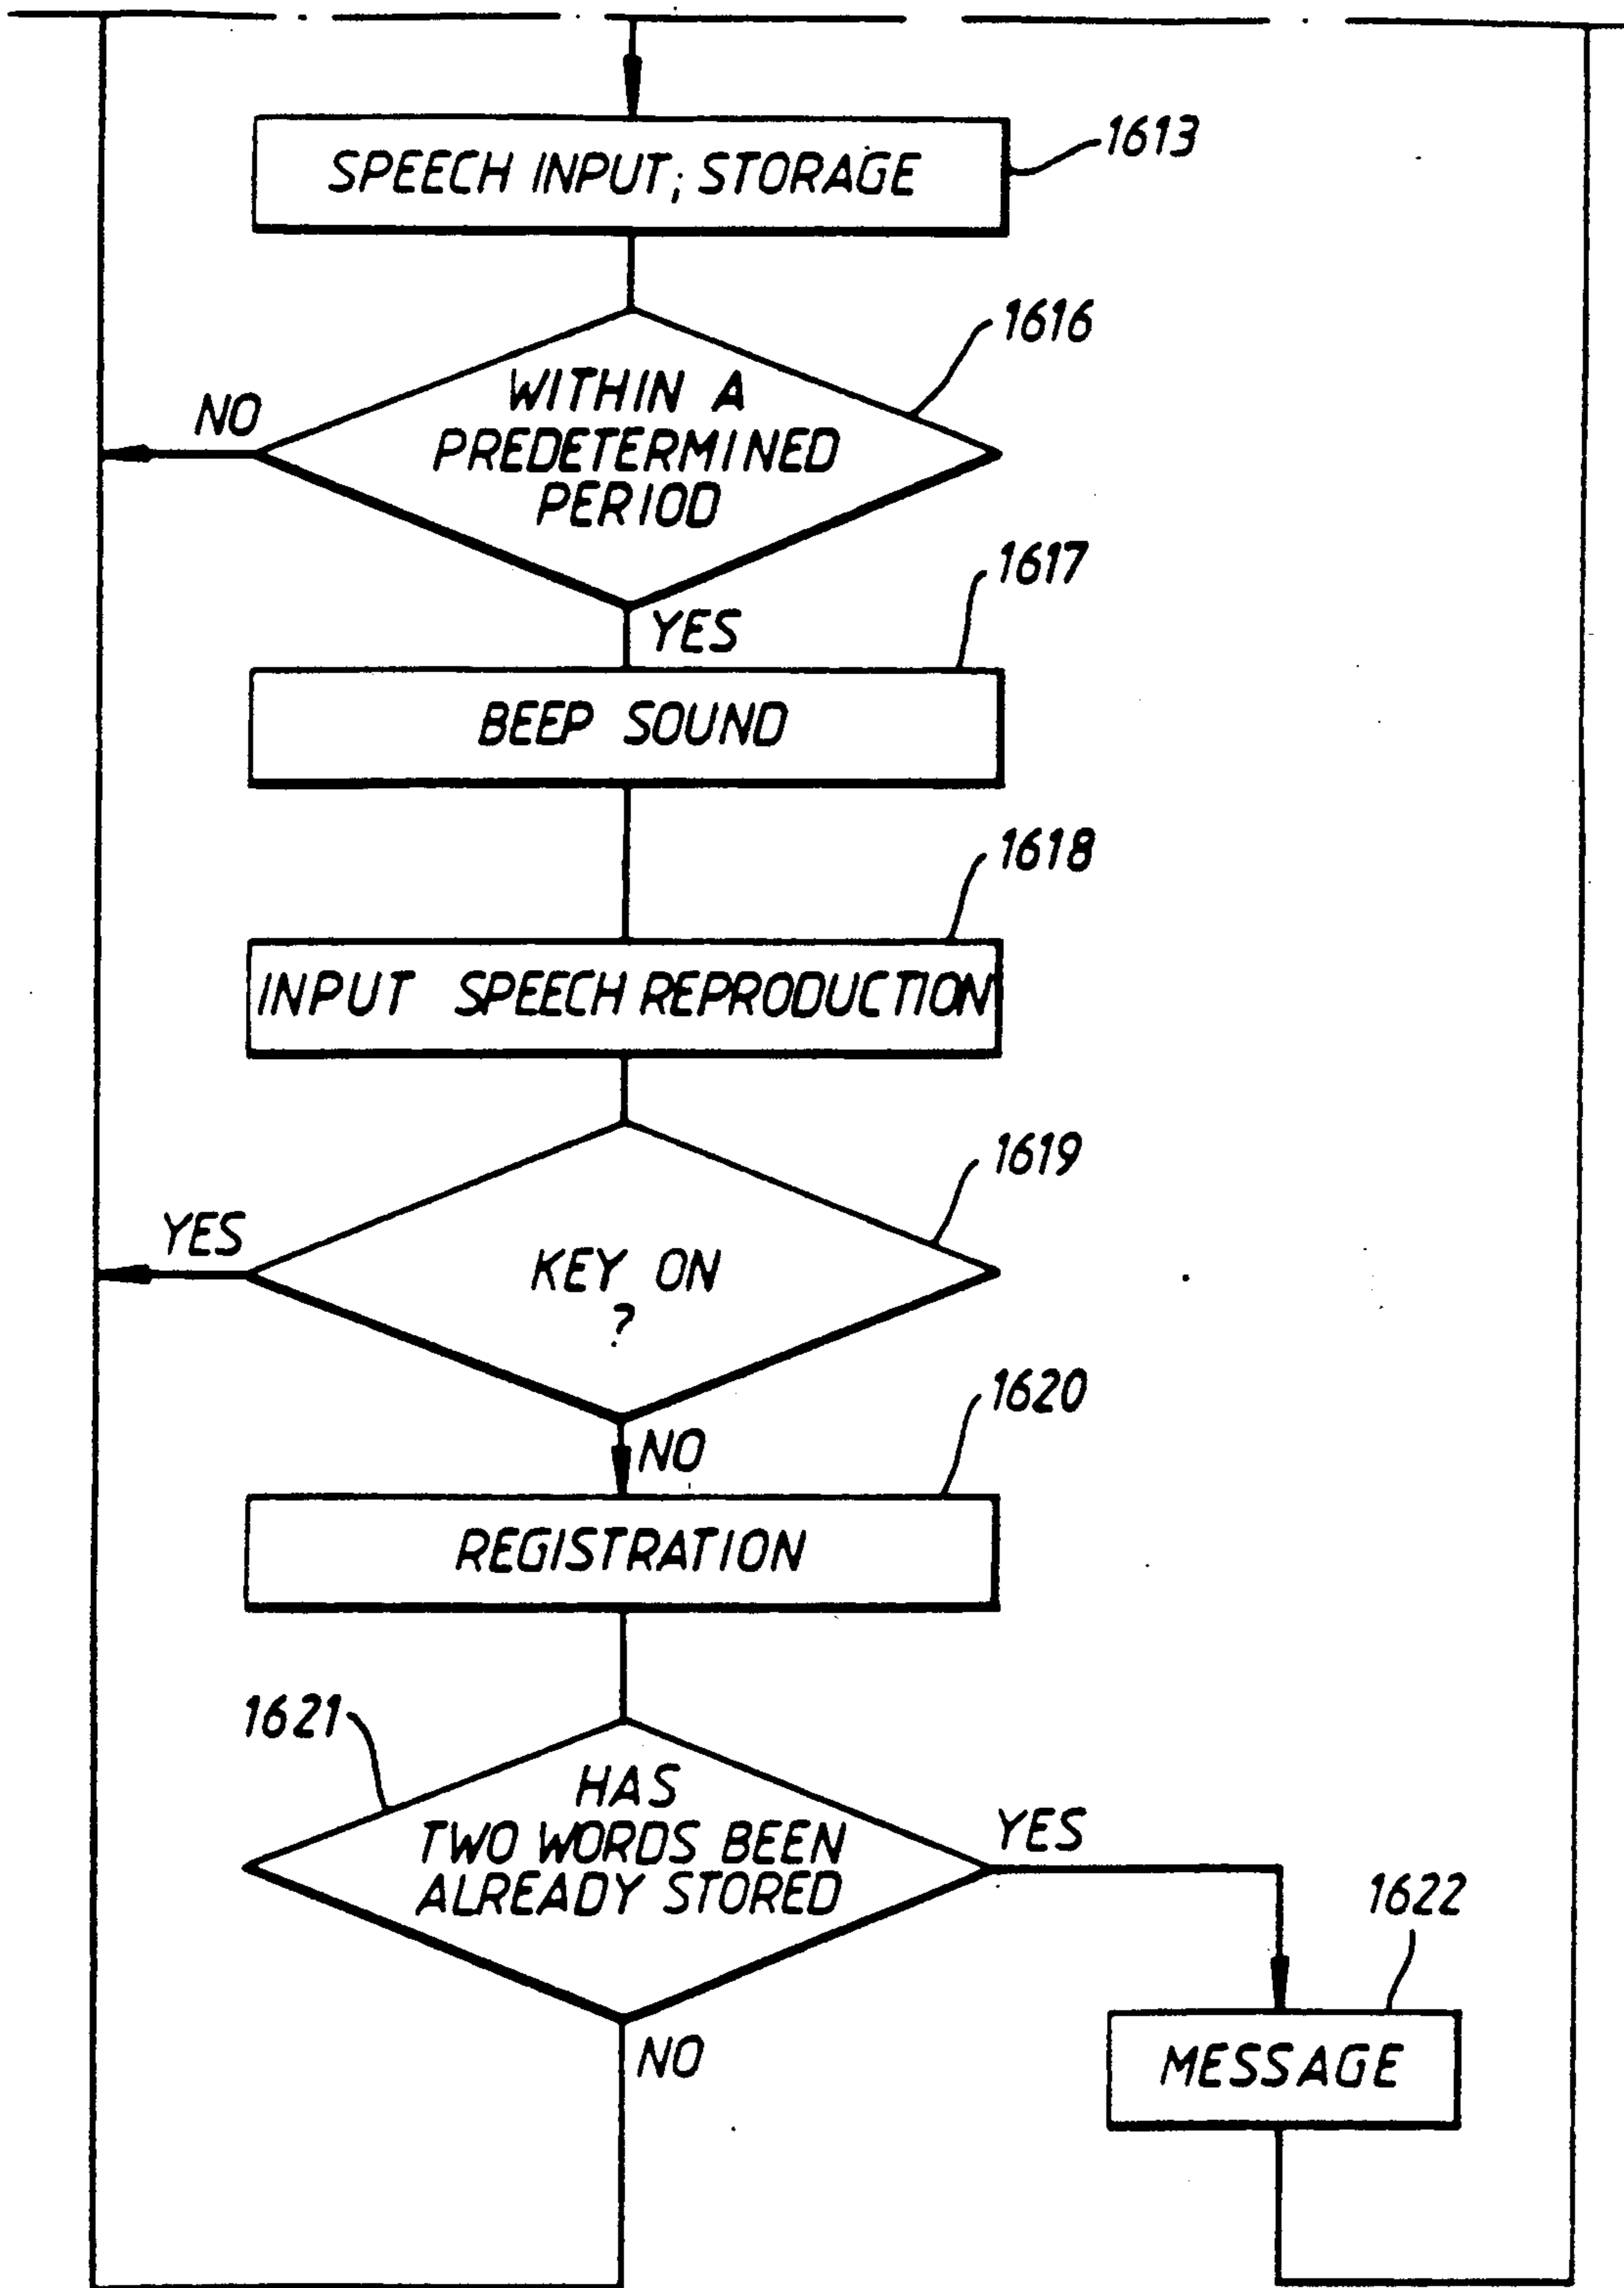 1613
SPEECH INPUT; STORAGE
1616
WITHIN A
PREDETERMINED
PERIOD
NO
YES
1617
BEEP SOUND
1618
INPUT SPEECH REPRODUCTION
1619
YES
KEY ON
?
NO
1620
REGISTRATION
1621
HAS
TWO WORDS BEEN
ALREADY STORED
YES
1622
NO
MESSAGE